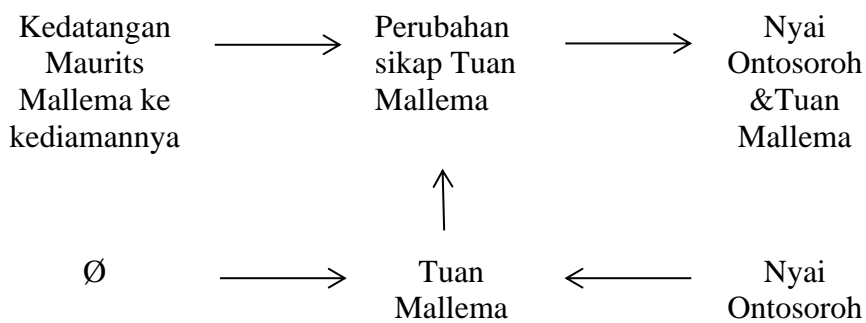 Kedatangan
Maurits
Mallema ke
kediamannya
Perubahan
sikap Tuan
Mallema
Nyai
Ontosoroh
&Tuan
Mallema
Ø
Tuan
Mallema
Nyai
Ontosoroh